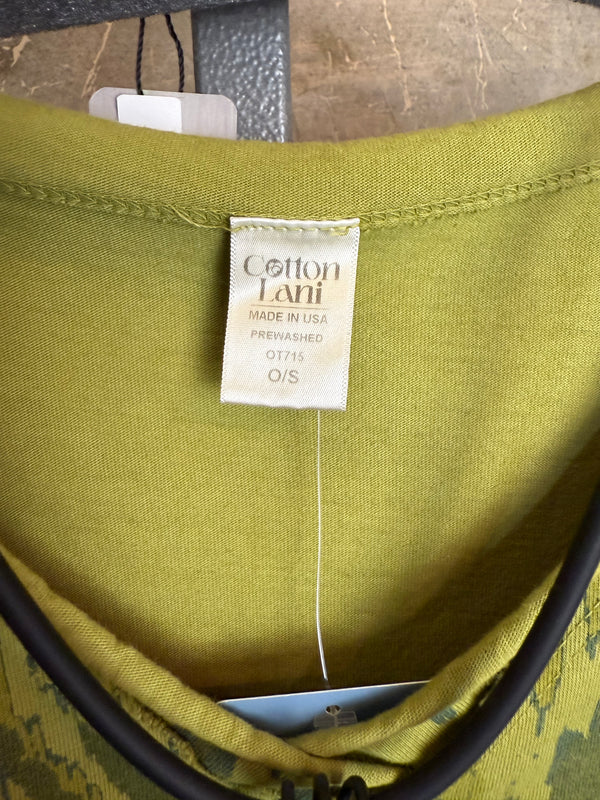 Cotton
Lani
MADE IN USA
PREWASHED
OT715
O/S